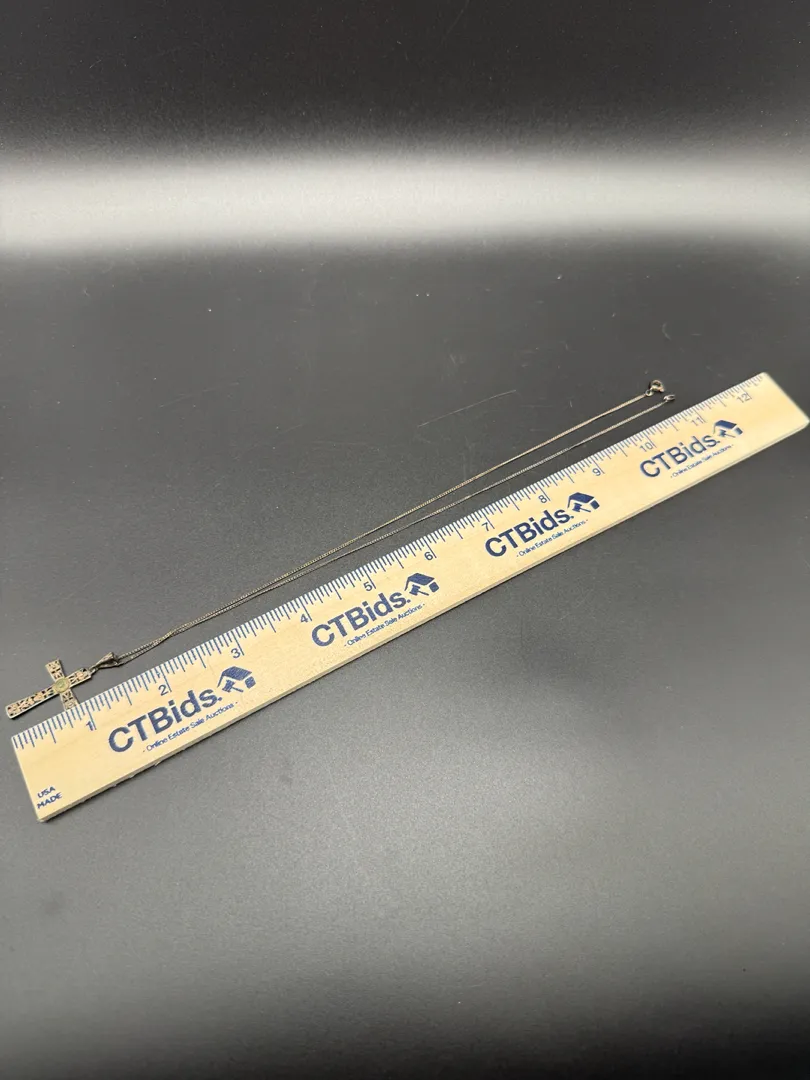 1 2 3 4 5 6 7 8 9 10 11 12
CTBids.
- Online Estate Sale Auctions -
CTBids.
- Online Estate Sale Auctions -
CTBids.
- Online Estate Sale Auctions -
CTBids.
- Online Estate Sale Auctions -
USA
MADE